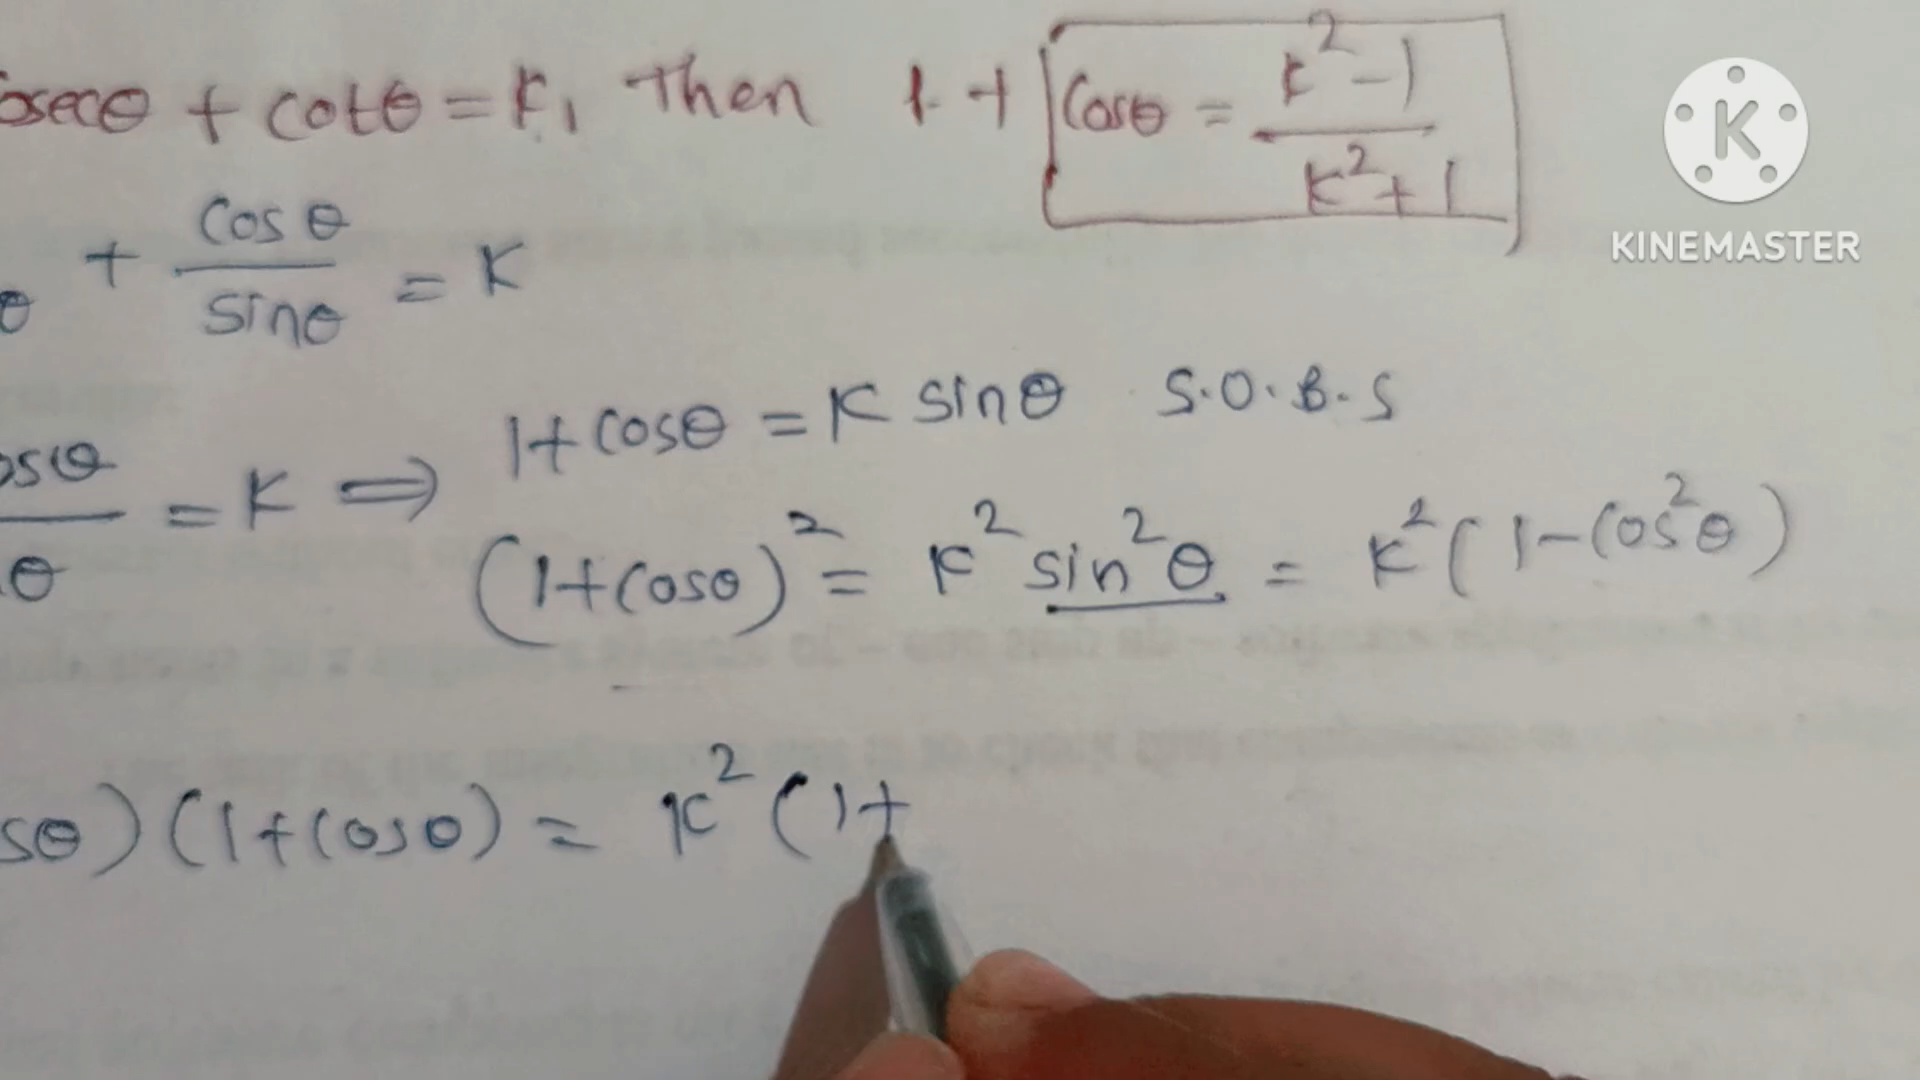 osecθ + cotθ = K, Then 1 + cosθ = K²-1 / K²+1
KINEMASTER
θ + cosθ / sinθ = K
osθ / θ = K ⟹ 1+cosθ = K sinθ S.O.B.S
(1+cosθ)² = K² sin²θ = K² (1-cos²θ)
sθ) (1+cosθ) = K² (1+